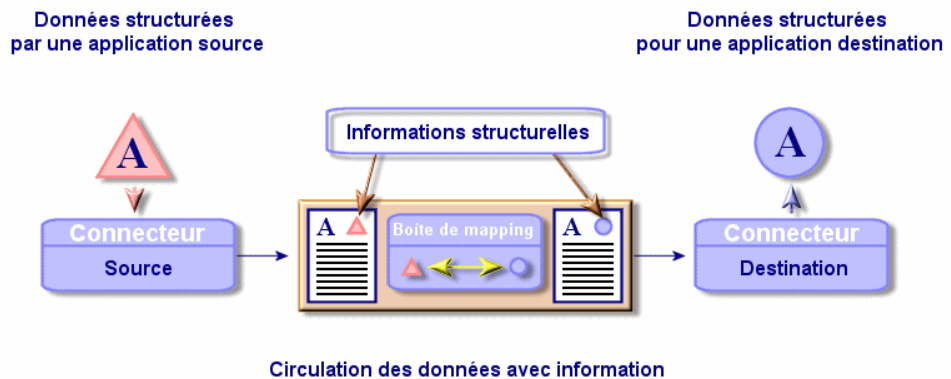 Données structurées
par une application source
Données structurées
pour une application destination
A
Informations structurelles
A
Connecteur
Source
A
Boîte de mapping
A
Connecteur
Destination
Circulation des données avec information